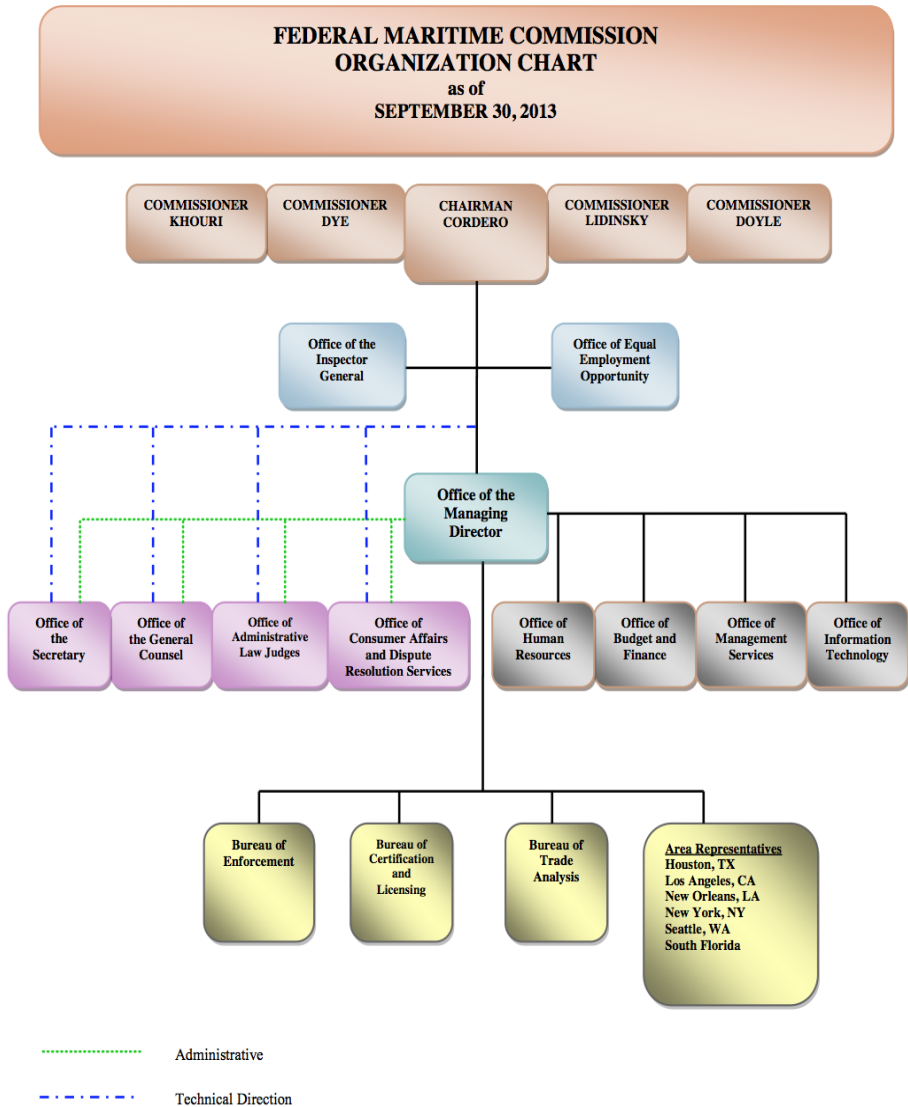 FEDERAL MARITIME COMMISSION
ORGANIZATION CHART
as of
SEPTEMBER 30, 2013
COMMISSIONER
KHOURI
COMMISSIONER
DYE
CHAIRMAN
CORDERO
COMMISSIONER
LIDINSKY
COMMISSIONER
DOYLE
Office of the
Inspector
General
Office of Equal
Employment
Opportunity
Office of the
Managing
Director
Office of
the
Secretary
Office of
the General
Counsel
Office of
Administrative
Law Judges
Office of
Consumer Affairs
and Dispute
Resolution Services
Office of
Human
Resources
Office of
Budget and
Finance
Office of
Management
Services
Office of
Information
Technology
Bureau of
Enforcement
Bureau of
Certification
and
Licensing
Bureau of
Trade
Analysis
Area Representatives
Houston, TX
Los Angeles, CA
New Orleans, LA
New York, NY
Seattle, WA
South Florida
Administrative
Technical Direction